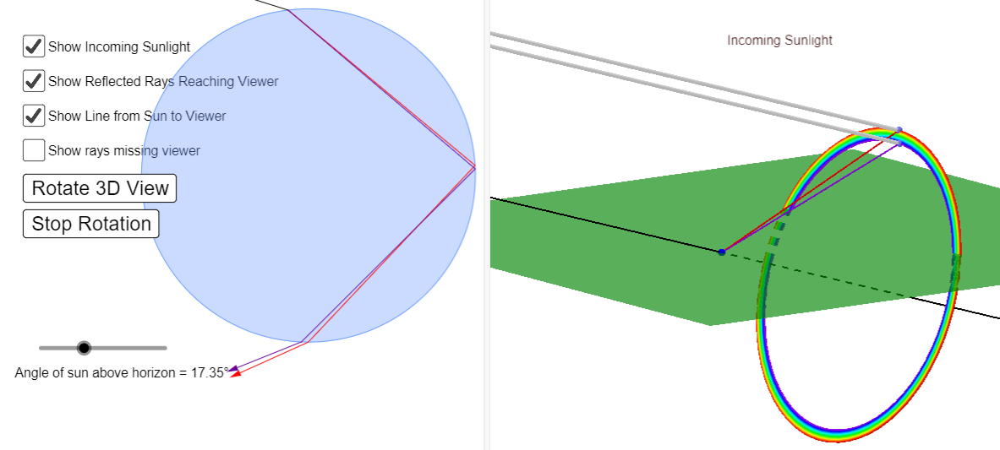 Show Incoming Sunlight
Show Reflected Rays Reaching Viewer
Show Line from Sun to Viewer
Show rays missing viewer
Rotate 3D View
Stop Rotation
Angle of sun above horizon = 17.35°
Incoming Sunlight